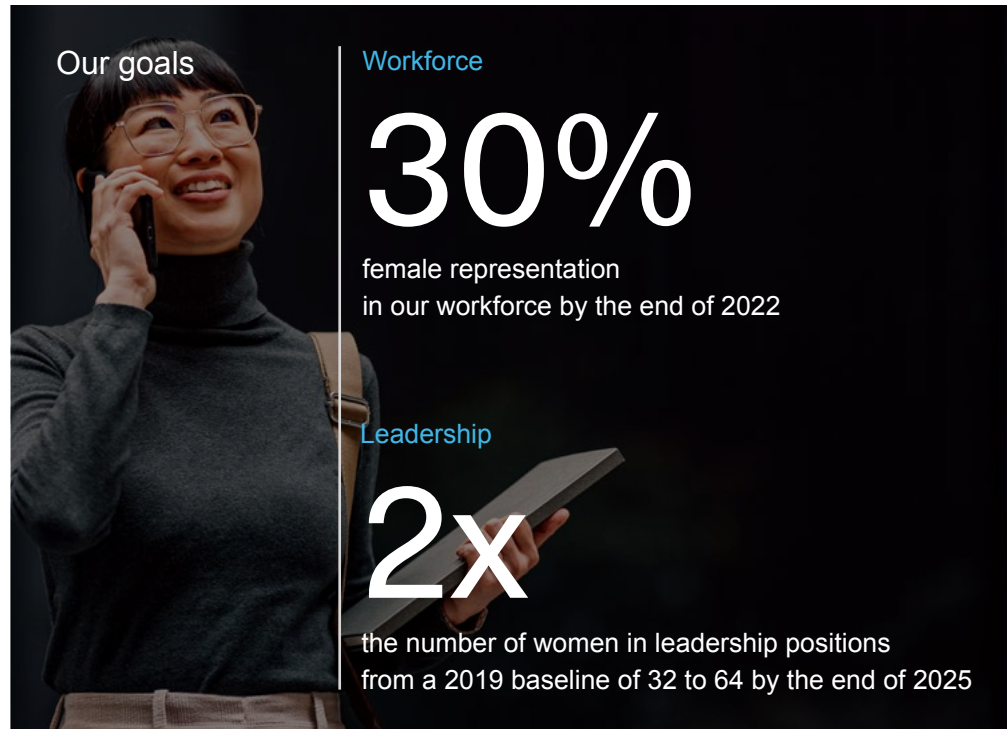 Our goals
Workforce
30%
female representation
in our workforce by the end of 2022
Leadership
2x
the number of women in leadership positions
from a 2019 baseline of 32 to 64 by the end of 2025